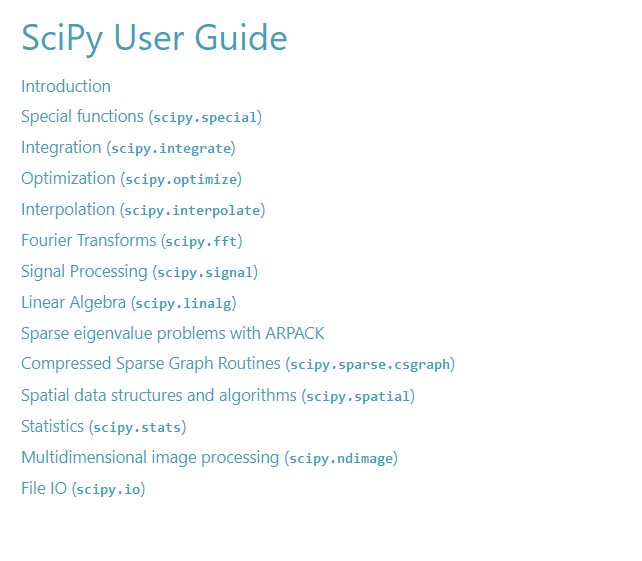 SciPy User Guide
Introduction
Special functions (scipy.special)
Integration (scipy.integrate)
Optimization (scipy.optimize)
Interpolation (scipy.interpolate)
Fourier Transforms (scipy.fft)
Signal Processing (scipy.signal)
Linear Algebra (scipy.linalg)
Sparse eigenvalue problems with ARPACK
Compressed Sparse Graph Routines (scipy.sparse.csgraph)
Spatial data structures and algorithms (scipy.spatial)
Statistics (scipy.stats)
Multidimensional image processing (scipy.ndimage)
File IO (scipy.io)